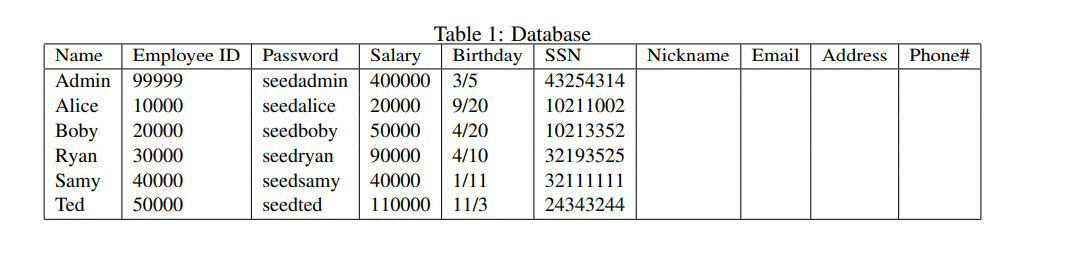 Table 1: Database
Name Employee ID Password Salary Birthday SSN Nickname Email Address Phone#
Admin 99999 seedadmin 400000 3/5 43254314
Alice 10000 seedalice 20000 9/20 10211002
Boby 20000 seedboby 50000 4/20 10213352
Ryan 30000 seedryan 90000 4/10 32193525
Samy 40000 seedsamy 40000 1/11 32111111
Ted 50000 seedted 110000 11/3 24343244